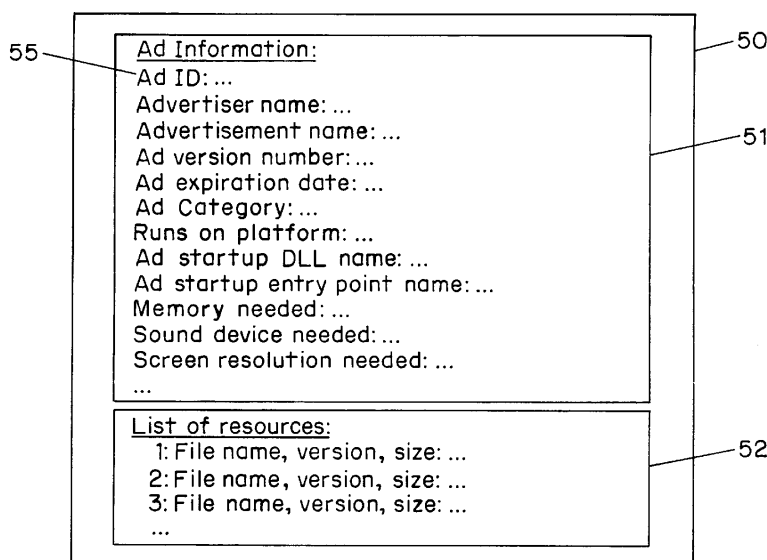 Ad Information:
55
50
Ad ID: ...
Advertiser name: ...
Advertisement name: ...
51
Ad version number: ...
Ad expiration date: ...
Ad Category: ...
Runs on platform: ...
Ad startup DLL name: ...
Ad startup entry point name: ...
Memory needed: ...
Sound device needed: ...
Screen resolution needed: ...
...
List of resources:
1: File name, version, size: ...
52
2: File name, version, size: ...
3: File name, version, size: ...
...